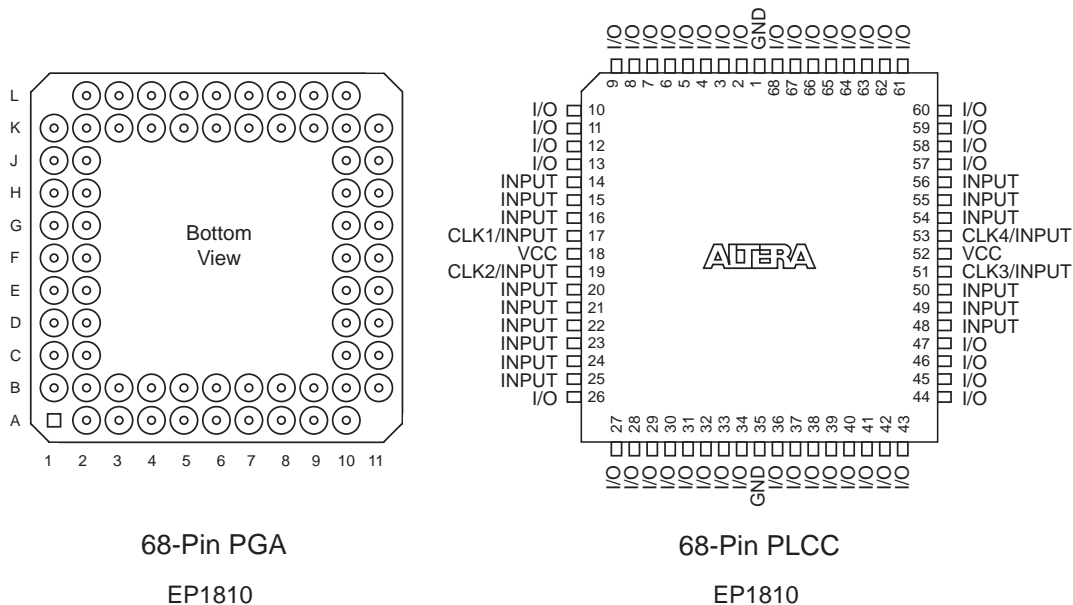 L
K
J
H
G
F
E
D
C
B
A
1 2 3 4 5 6 7 8 9 10 11
Bottom
View
68-Pin PGA
EP1810
I/O I/O I/O I/O I/O I/O I/O I/O GND I/O I/O I/O I/O I/O I/O I/O I/O
9 8 7 6 5 4 3 2 1 68 67 66 65 64 63 62 61
I/O 10
I/O 11
I/O 12
I/O 13
INPUT 14
INPUT 15
INPUT 16
CLK1/INPUT 17
VCC 18
CLK2/INPUT 19
INPUT 20
INPUT 21
INPUT 22
INPUT 23
INPUT 24
INPUT 25
I/O 26
ALTERA
60 I/O
59 I/O
58 I/O
57 I/O
56 INPUT
55 INPUT
54 INPUT
53 CLK4/INPUT
52 VCC
51 CLK3/INPUT
50 INPUT
49 INPUT
48 INPUT
47 I/O
46 I/O
45 I/O
44 I/O
27 28 29 30 31 32 33 34 35 36 37 38 39 40 41 42 43
I/O I/O I/O I/O I/O I/O I/O I/O GND I/O I/O I/O I/O I/O I/O I/O I/O
68-Pin PLCC
EP1810